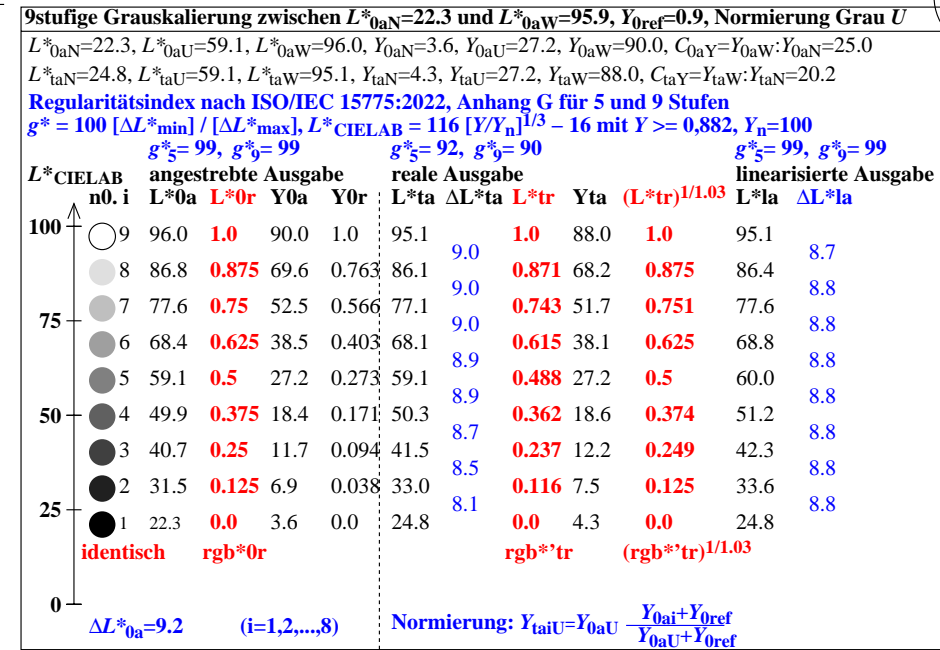 9stufige Grauskalierung zwischen L*0aN=22.3 und L*0aW=95.9, Y0ref=0.9, Normierung Grau U
L*0aN=22.3, L*0aU=59.1, L*0aW=96.0, Y0aN=3.6, Y0aU=27.2, Y0aW=90.0, C0aY=Y0aW:Y0aN=25.0
L*taN=24.8, L*taU=59.1, L*taW=95.1, YtaN=4.3, YtaU=27.2, YtaW=88.0, CtaY=YtaW:YtaN=20.2
Regularitätsindex nach ISO/IEC 15775:2022, Anhang G für 5 und 9 Stufen
g* = 100 [ΔL*min] / [ΔL*max], L*CIELAB = 116 [Y/Yn]1/3 – 16 mit Y >= 0,882, Yn=100
g*5= 99, g*9= 99 g*5= 92, g*9= 90 g*5= 99, g*9= 99
L*CIELAB angestrebte Ausgabe reale Ausgabe linearisierte Ausgabe
n0. i L*0a L*0r Y0a Y0r L*ta ΔL*ta L*tr Yta (L*tr)1/1.03 L*la ΔL*la
100 9 96.0 1.0 90.0 1.0 95.1 1.0 88.0 1.0 95.1
9.0 8.7
8 86.8 0.875 69.6 0.763 86.1 0.871 68.2 0.875 86.4
9.0 8.8
7 77.6 0.75 52.5 0.566 77.1 0.743 51.7 0.751 77.6
75 9.0 8.8
6 68.4 0.625 38.5 0.403 68.1 0.615 38.1 0.625 68.8
8.9 8.8
5 59.1 0.5 27.2 0.273 59.1 0.488 27.2 0.5 60.0
8.9 8.8
50 4 49.9 0.375 18.4 0.171 50.3 0.362 18.6 0.374 51.2
8.7 8.8
3 40.7 0.25 11.7 0.094 41.5 0.237 12.2 0.249 42.3
8.5 8.8
2 31.5 0.125 6.9 0.038 33.0 0.116 7.5 0.125 33.6
25 8.1 8.8
1 22.3 0.0 3.6 0.0 24.8 0.0 4.3 0.0 24.8
identisch rgb*0r rgb*'tr (rgb*'tr)1/1.03
0
ΔL*0a=9.2 (i=1,2,...,8) Normierung: YtaiU=Y0aU Y0ai+Y0ref
Y0aU+Y0ref